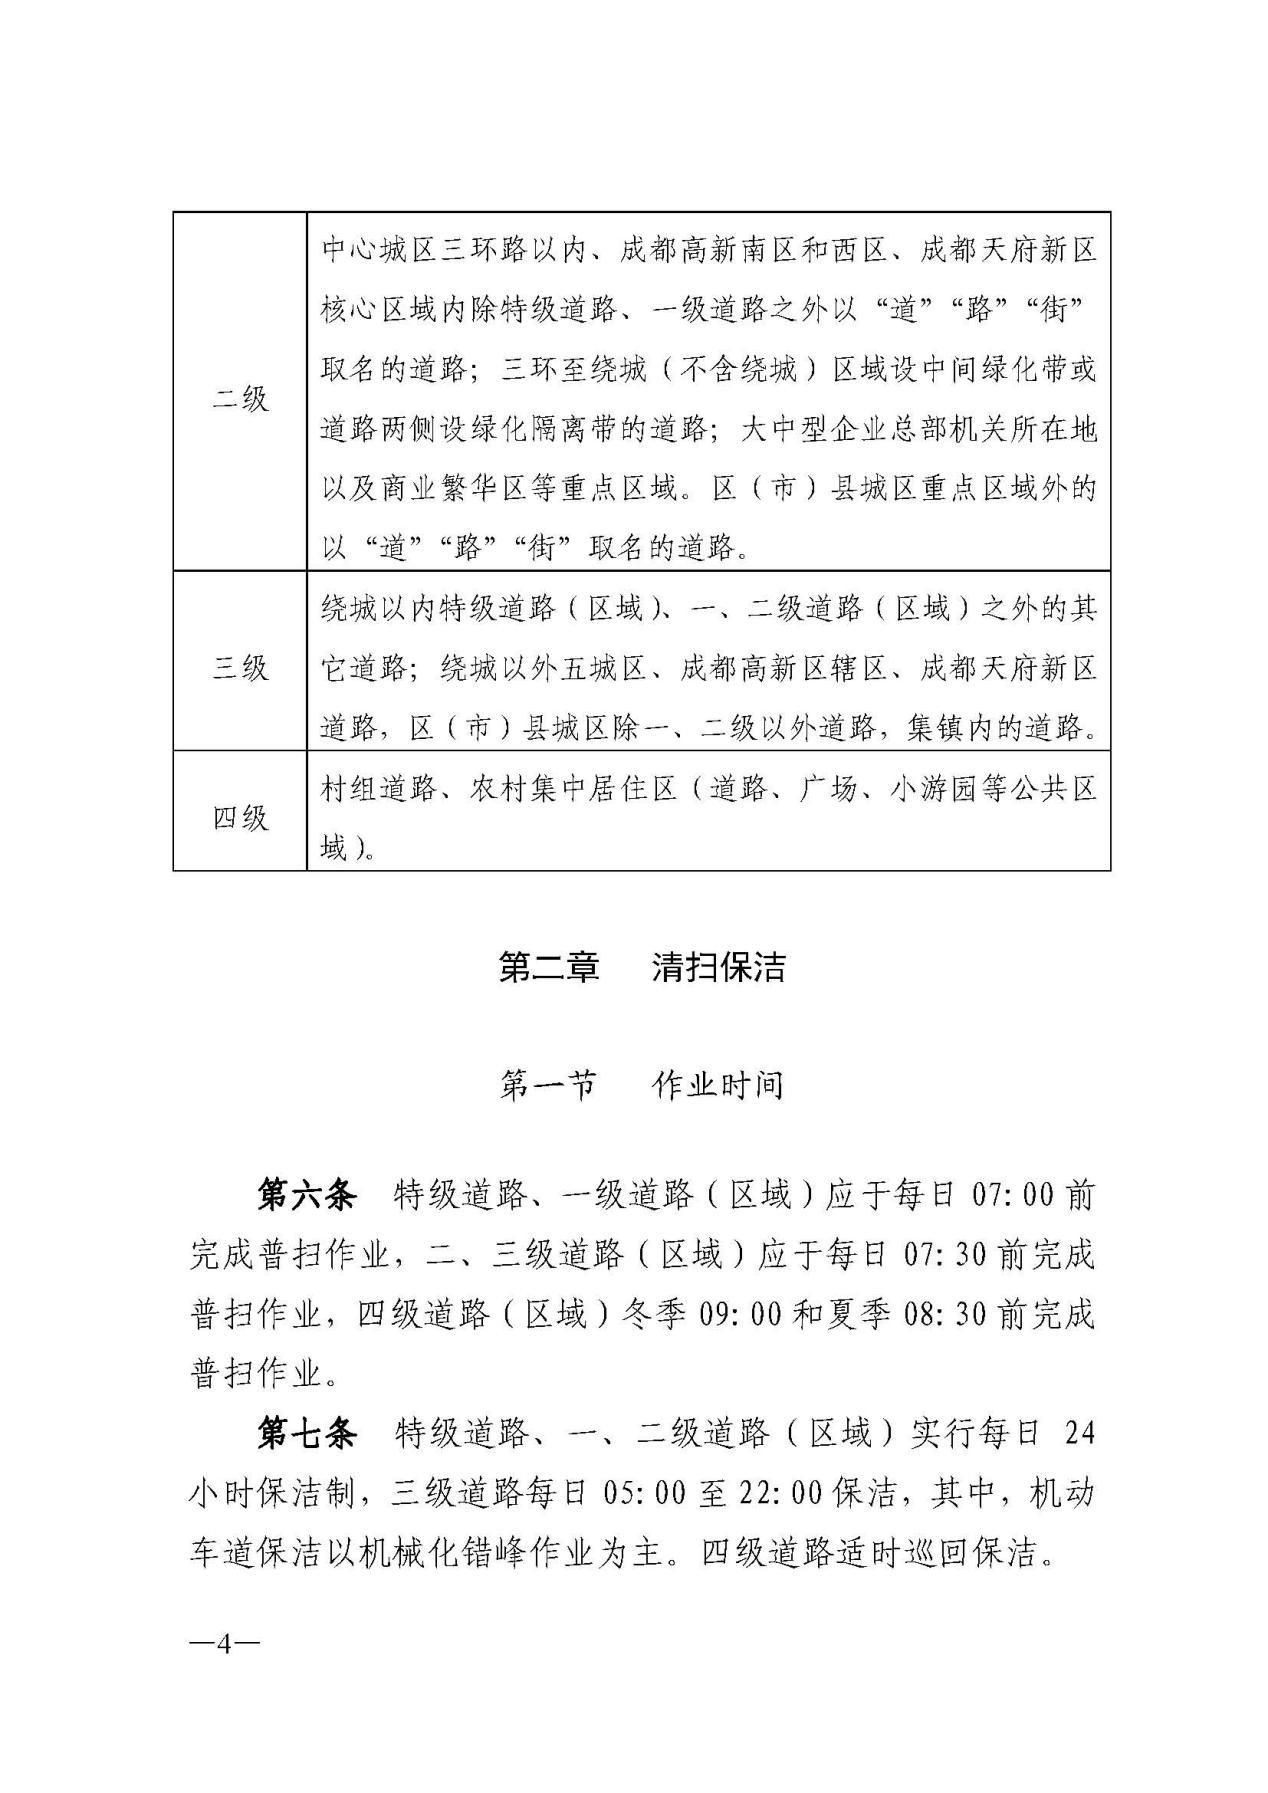 中心城区三环路以内、成都高新南区和西区、成都天府新区
核心区域内除特级道路、一级道路之外以“道”“路”“街”
取名的道路；三环至绕城（不含绕城）区域设中间绿化带或
二级
道路两侧设绿化隔离带的道路；大中型企业总部机关所在地
以及商业繁华区等重点区域。区（市）县城区重点区域外的
以“道”“路”“街”取名的道路。
绕城以内特级道路（区域）、一、二级道路（区域）之外的其
三级
它道路；绕城以外五城区、成都高新区辖区、成都天府新区
道路，区（市）县城区除一、二级以外道路，集镇内的道路。
四级
村组道路、农村集中居住区（道路、广场、小游园等公共区
域）。
第二章 清扫保洁
第一节 作业时间
第六条 特级道路、一级道路（区域）应于每日 07：00 前
完成普扫作业，二、三级道路（区域）应于每日 07：30 前完成
普扫作业，四级道路（区域）冬季 09：00 和夏季 08：30 前完成
普扫作业。
第七条 特级道路、一、二级道路（区域）实行每日 24
小时保洁制，三级道路每日 05：00 至 22：00 保洁，其中，机动
车道保洁以机械化错峰作业为主。四级道路适时巡回保洁。
—4—